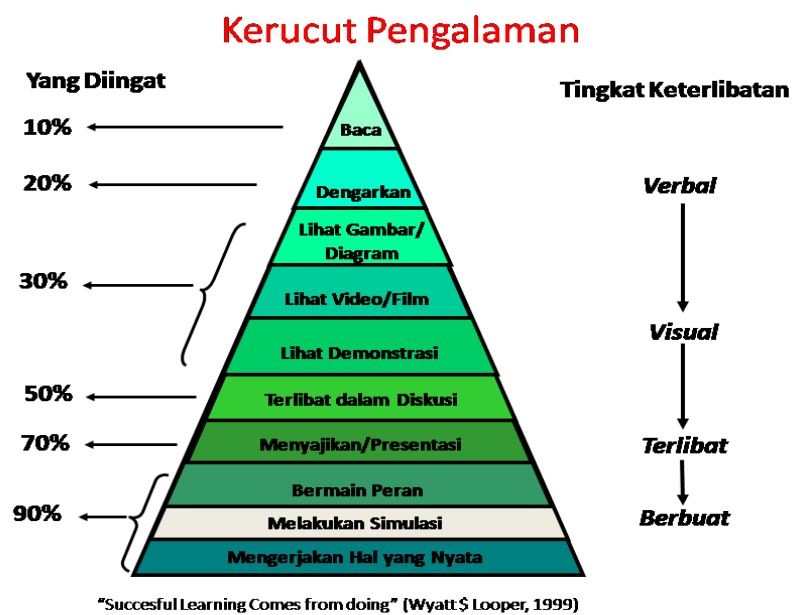 Kerucut Pengalaman
Yang Diingat
Tingkat Keterlibatan
10%
Baca
20%
Dengarkan
Verbal
Lihat Gambar/
Diagram
30%
Lihat Video/Film
Visual
Lihat Demonstrasi
50%
Terlibat dalam Diskusi
70%
Menyajikan/Presentasi
Terlibat
Bermain Peran
90%
Melakukan Simulasi
Berbuat
Mengerjakan Hal yang Nyata
“Succesful Learning Comes from doing” (Wyatt $ Looper, 1999)